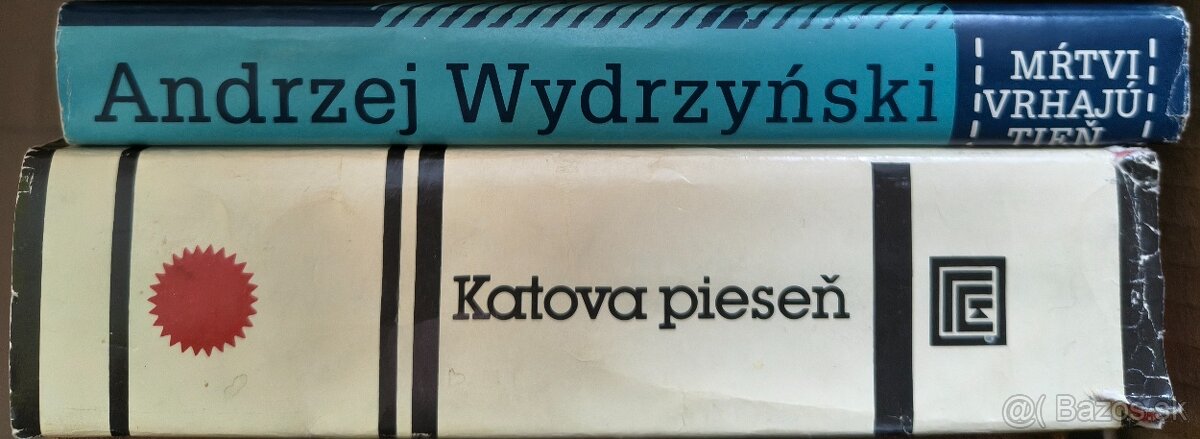 Andrzej Wydrzyński
MŔTVI
VRHAJÚ
TIEŇ
Katova pieseň
@( Bazos.sk